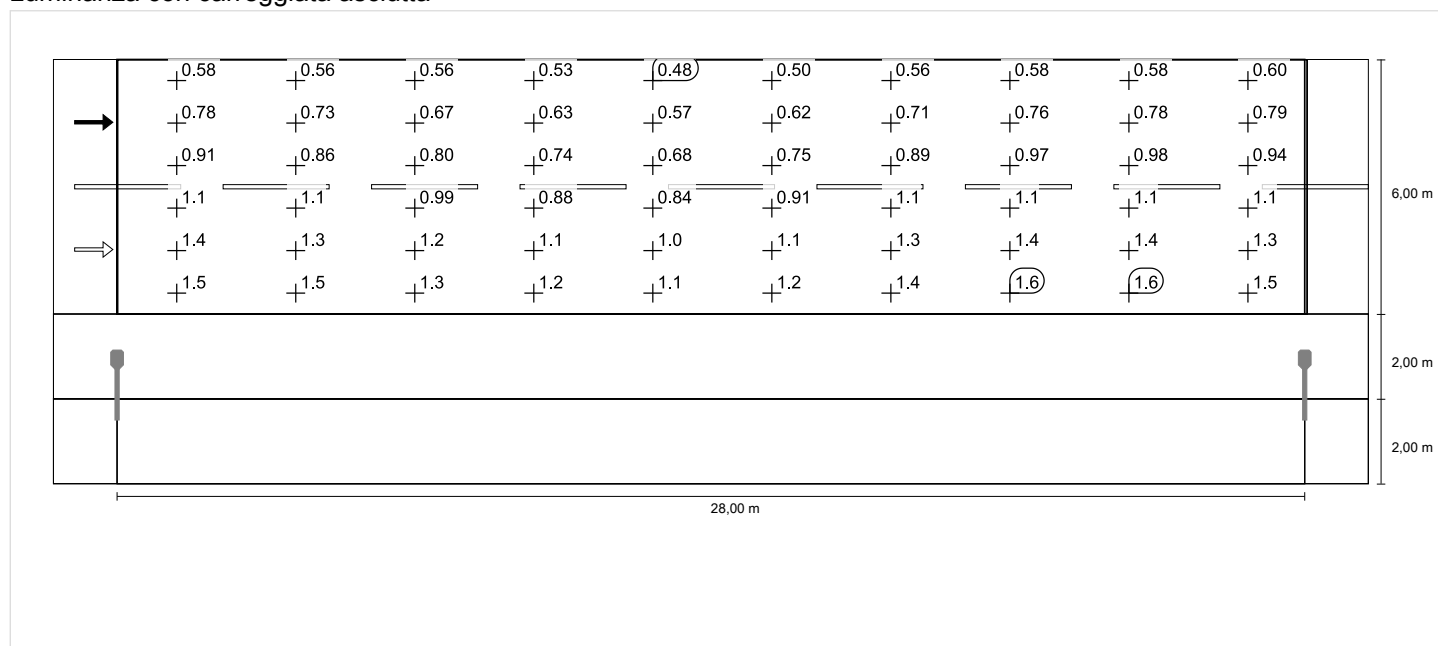 Luminanza con carreggiata asciutta
0.58 0.56 0.56 0.53 0.48 0.50 0.56 0.58 0.58 0.60
0.78 0.73 0.67 0.63 0.57 0.62 0.71 0.76 0.78 0.79
0.91 0.86 0.80 0.74 0.68 0.75 0.89 0.97 0.98 0.94
1.1 1.1 0.99 0.88 0.84 0.91 1.1 1.1 1.1 1.1
6,00 m
1.4 1.3 1.2 1.1 1.0 1.1 1.3 1.4 1.4 1.3
1.5 1.5 1.3 1.2 1.1 1.2 1.4 1.6 1.6 1.5
2,00 m
2,00 m
28,00 m